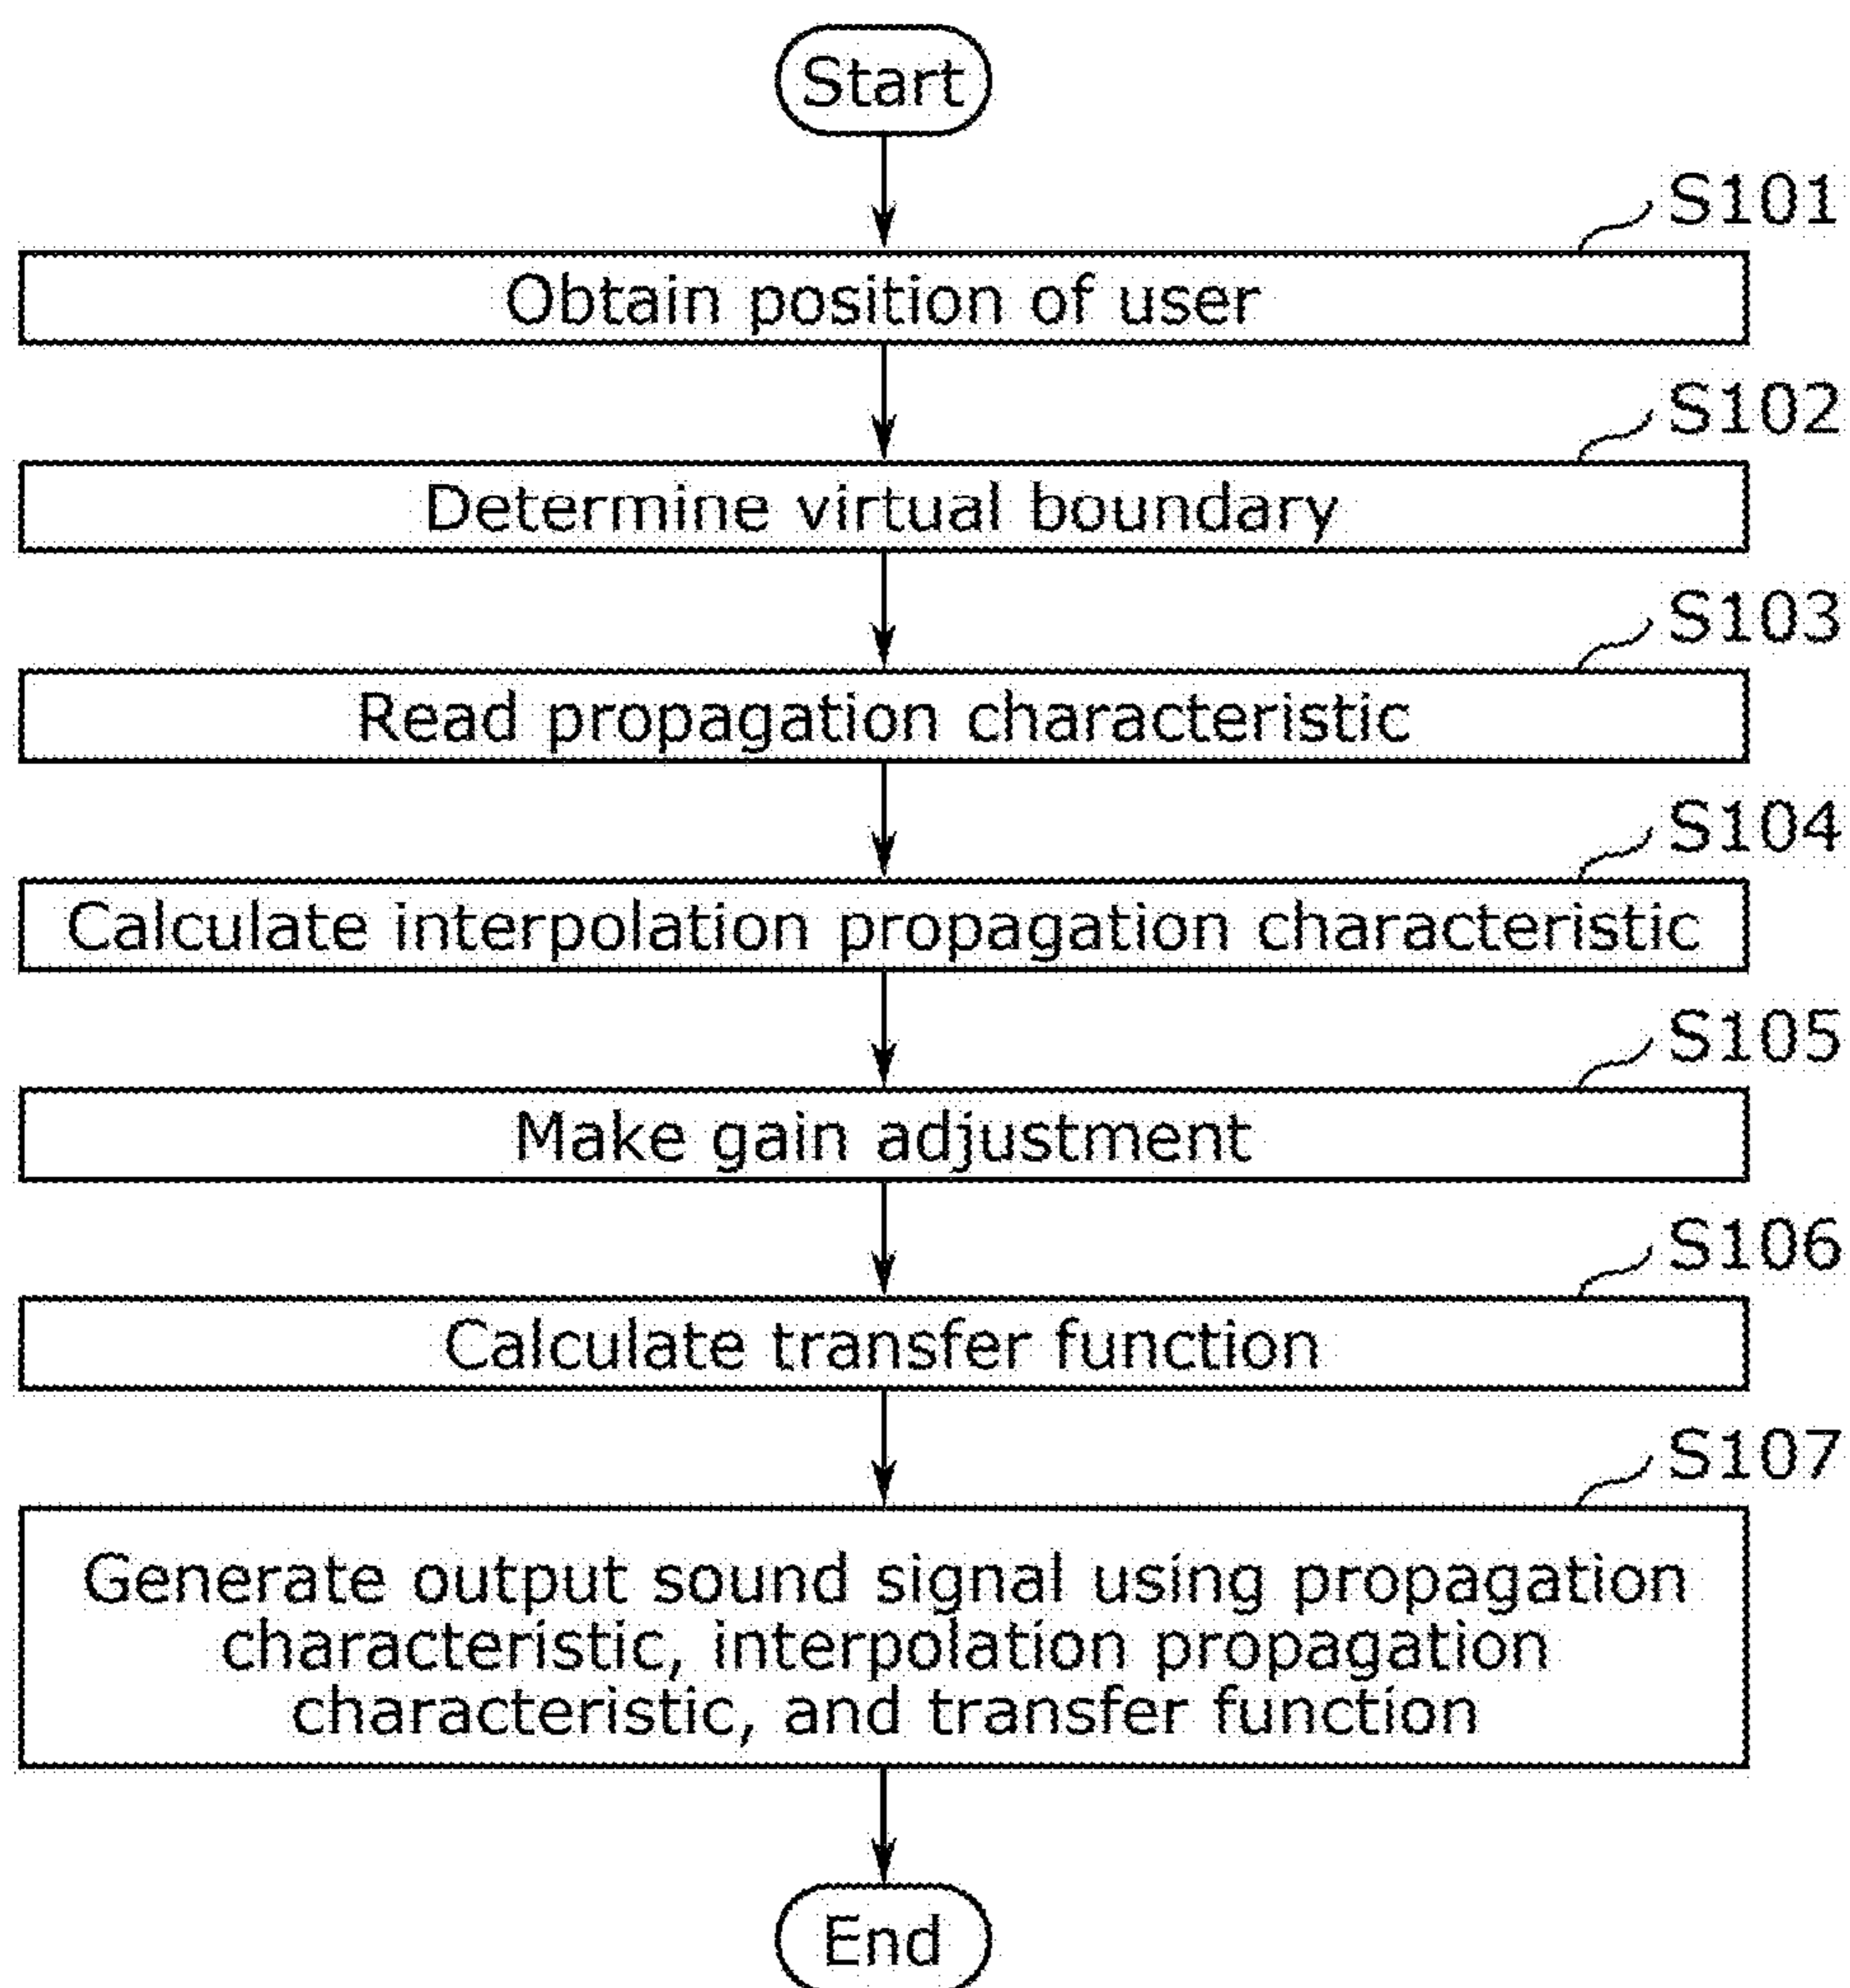 Start
S101
Obtain position of user
S102
Determine virtual boundary
S103
Read propagation characteristic
S104
Calculate interpolation propagation characteristic
S105
Make gain adjustment
S106
Calculate transfer function
S107
Generate output sound signal using propagation
characteristic, interpolation propagation
characteristic, and transfer function
End